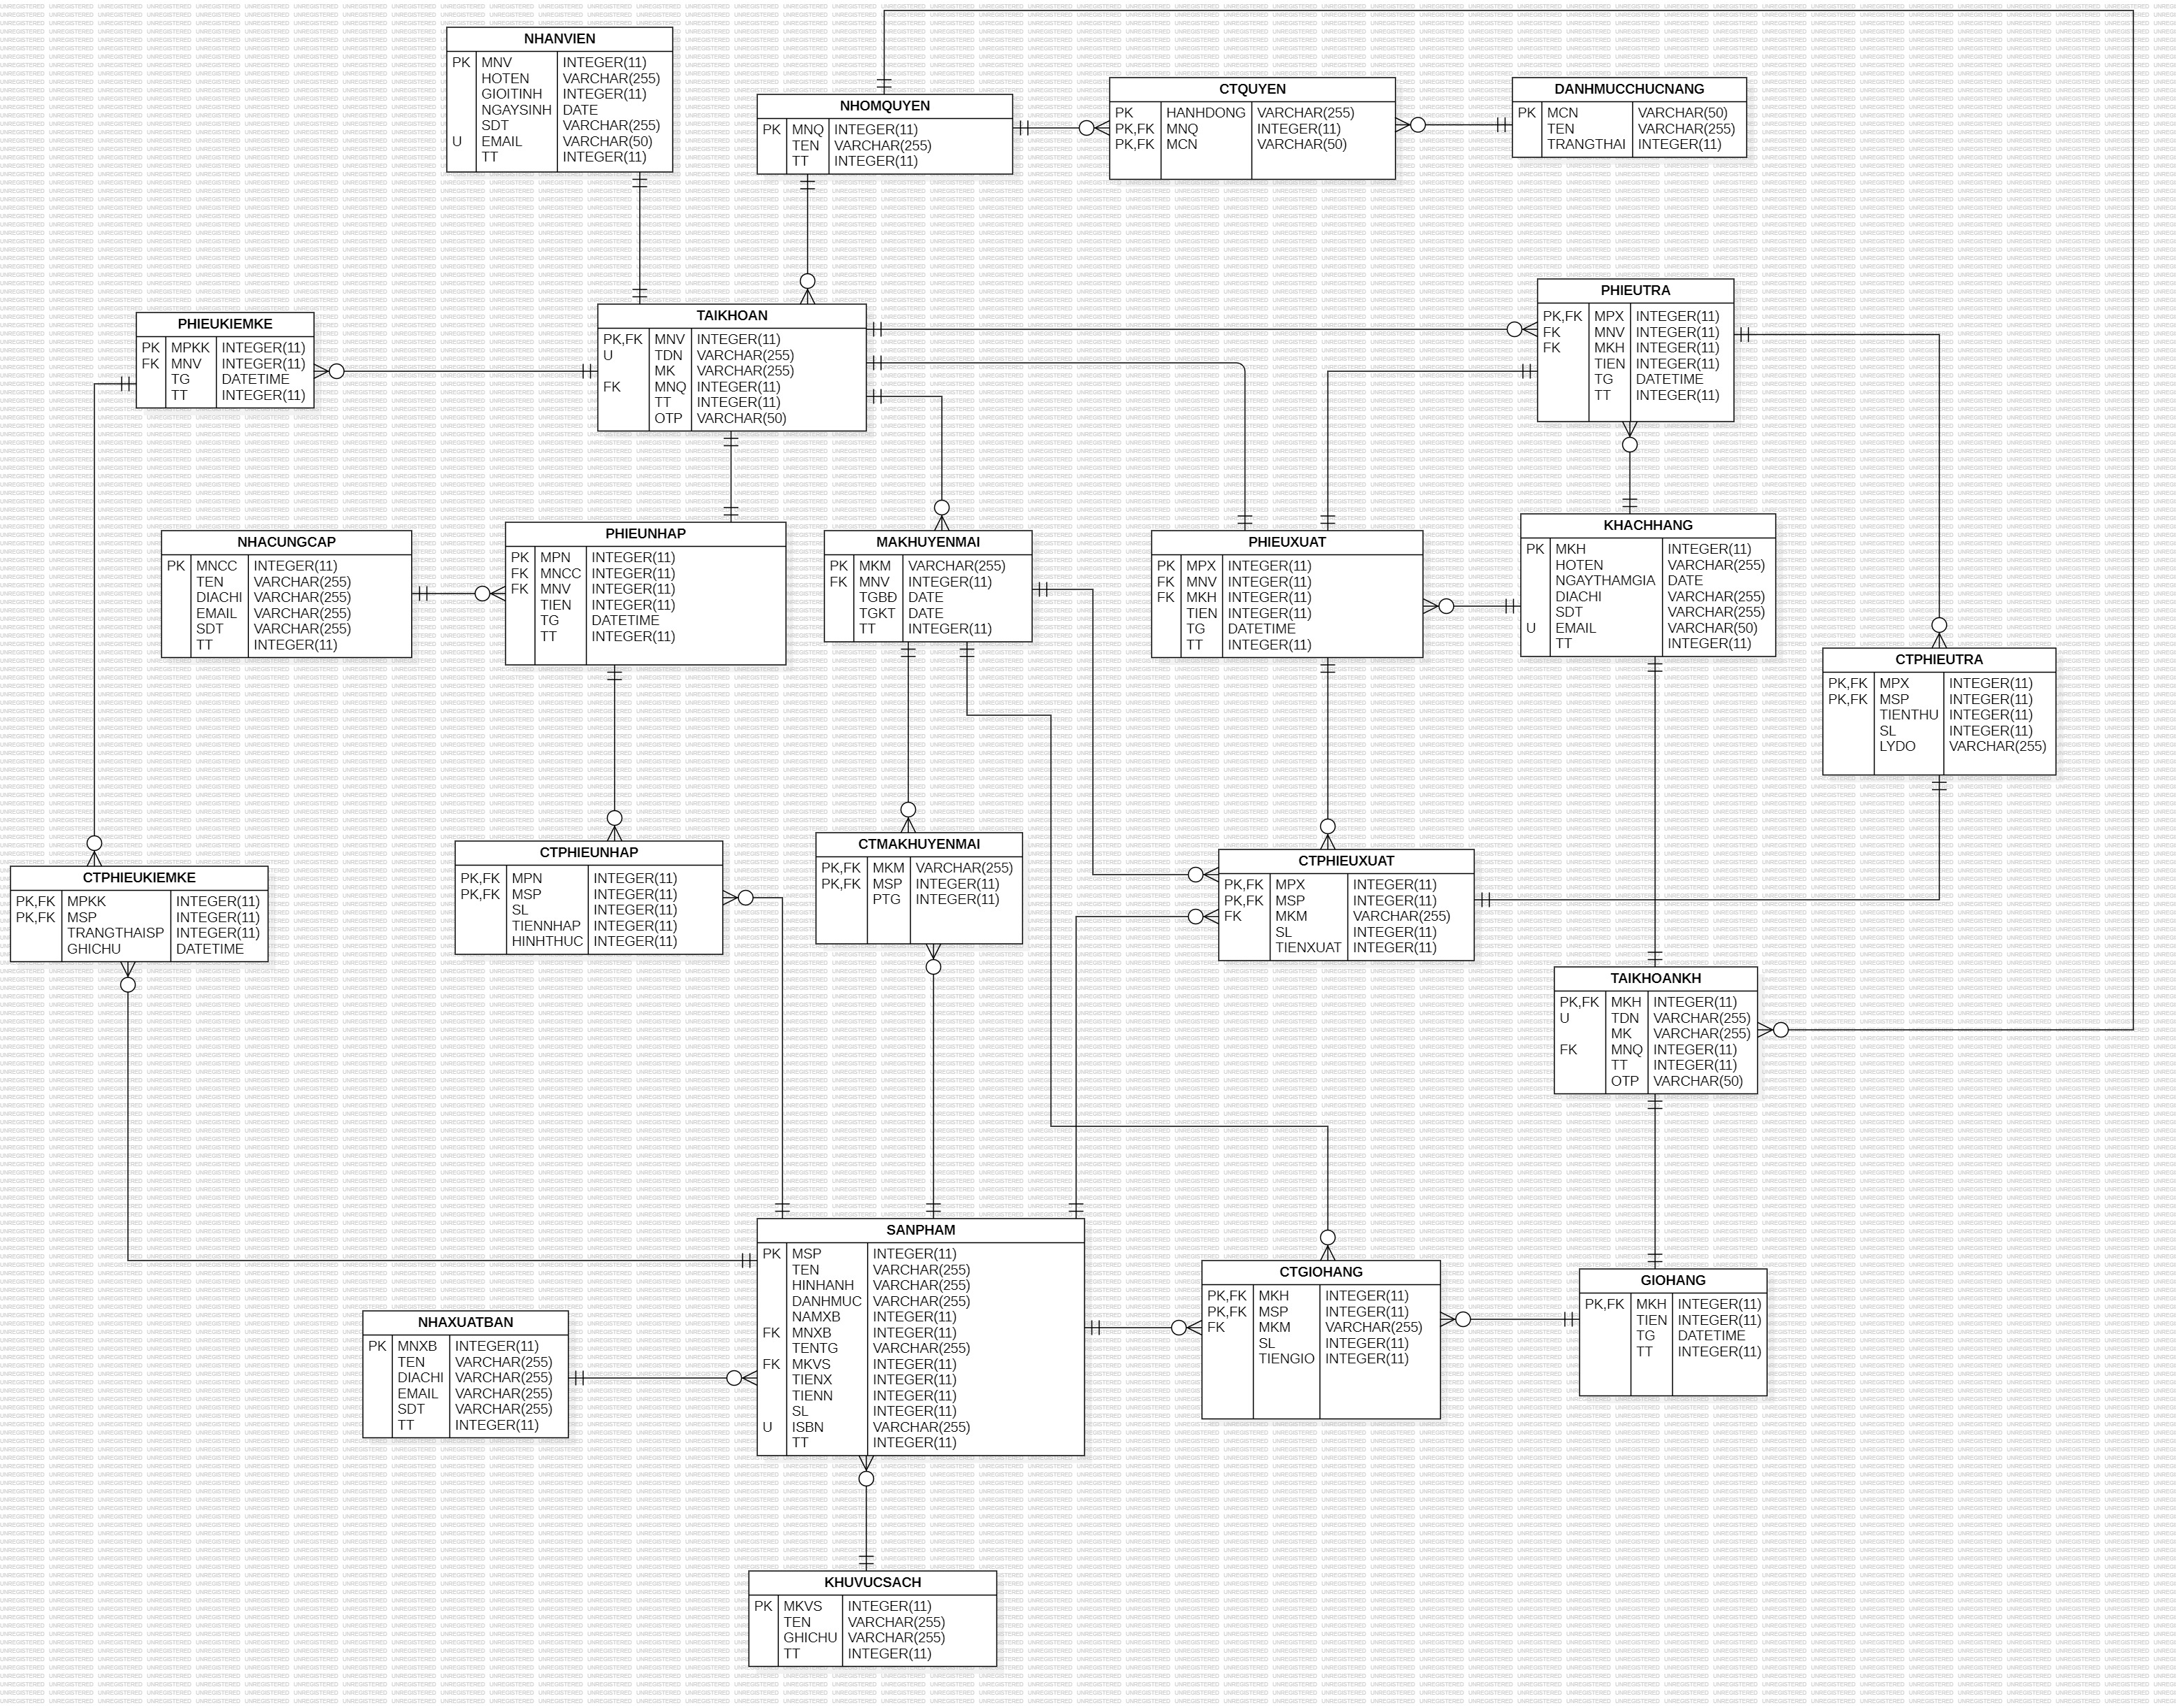 NHANVIEN
PK MNV INTEGER(11)
HOTEN VARCHAR(255)
GIOITINH INTEGER(11)
NGAYSINH DATE
SDT VARCHAR(255)
U EMAIL VARCHAR(50)
TT INTEGER(11)
NHOMQUYEN
PK MNQ INTEGER(11)
TEN VARCHAR(255)
TT INTEGER(11)
CTQUYEN
PK HANHDONG VARCHAR(255)
PK,FK MNQ INTEGER(11)
PK,FK MCN VARCHAR(50)
DANHMUCCHUCNANG
PK MCN VARCHAR(50)
TEN VARCHAR(255)
TRANGTHAI INTEGER(11)
PHIEUKIEMKE
PK MPKK INTEGER(11)
FK MNV INTEGER(11)
TG DATETIME
TT INTEGER(11)
TAIKHOAN
PK,FK MNV INTEGER(11)
U TDN VARCHAR(255)
MK VARCHAR(255)
FK MNQ INTEGER(11)
TT INTEGER(11)
OTP VARCHAR(50)
PHIEUTRA
PK,FK MPX INTEGER(11)
FK MNV INTEGER(11)
FK MKH INTEGER(11)
TIEN INTEGER(11)
TG DATETIME
TT INTEGER(11)
NHACUNGCAP
PK MNCC INTEGER(11)
TEN VARCHAR(255)
DIACHI VARCHAR(255)
EMAIL VARCHAR(255)
SDT VARCHAR(255)
TT INTEGER(11)
PHIEUNHAP
PK MPN INTEGER(11)
FK MNCC INTEGER(11)
FK MNV INTEGER(11)
TIEN INTEGER(11)
TG DATETIME
TT INTEGER(11)
MAKHUYENMAI
PK MKM VARCHAR(255)
FK MNV INTEGER(11)
TGBĐ DATE
TGKT DATE
TT INTEGER(11)
PHIEUXUAT
PK MPX INTEGER(11)
FK MNV INTEGER(11)
FK MKH INTEGER(11)
TIEN INTEGER(11)
TG DATETIME
TT INTEGER(11)
KHACHHANG
PK MKH INTEGER(11)
HOTEN VARCHAR(255)
NGAYTHAMGIA DATE
DIACHI VARCHAR(255)
SDT VARCHAR(255)
U EMAIL VARCHAR(50)
TT INTEGER(11)
CTPHIEUTRA
PK,FK MPX INTEGER(11)
PK,FK MSP INTEGER(11)
TIENTHU INTEGER(11)
SL INTEGER(11)
LYDO VARCHAR(255)
CTPHIEUKIEMKE
PK,FK MPKK INTEGER(11)
PK,FK MSP INTEGER(11)
TRANGTHAISP INTEGER(11)
GHICHU DATETIME
CTPHIEUNHAP
PK,FK MPN INTEGER(11)
PK,FK MSP INTEGER(11)
SL INTEGER(11)
TIENNHAP INTEGER(11)
HINHTHUC INTEGER(11)
CTMAKHUYENMAI
PK,FK MKM VARCHAR(255)
PK,FK MSP INTEGER(11)
PTG INTEGER(11)
CTPHIEUXUAT
PK,FK MPX INTEGER(11)
PK,FK MSP INTEGER(11)
FK MKM VARCHAR(255)
SL INTEGER(11)
TIENXUAT INTEGER(11)
TAIKHOANKH
PK,FK MKH INTEGER(11)
U TDN VARCHAR(255)
MK VARCHAR(255)
FK MNQ INTEGER(11)
TT INTEGER(11)
OTP VARCHAR(50)
SANPHAM
PK MSP INTEGER(11)
TEN VARCHAR(255)
HINHANH VARCHAR(255)
DANHMUC VARCHAR(255)
NAMXB INTEGER(11)
FK MNXB INTEGER(11)
TENTG VARCHAR(255)
FK MKVS INTEGER(11)
TIENX INTEGER(11)
TIENN INTEGER(11)
SL INTEGER(11)
U ISBN VARCHAR(255)
TT INTEGER(11)
CTGIOHANG
PK,FK MKH INTEGER(11)
PK,FK MSP INTEGER(11)
FK MKM VARCHAR(255)
SL INTEGER(11)
TIENGIO INTEGER(11)
GIOHANG
PK,FK MKH INTEGER(11)
TIEN INTEGER(11)
TG DATETIME
TT INTEGER(11)
NHAXUATBAN
PK MNXB INTEGER(11)
TEN VARCHAR(255)
DIACHI VARCHAR(255)
EMAIL VARCHAR(255)
SDT VARCHAR(255)
TT INTEGER(11)
KHUVUCSACH
PK MKVS INTEGER(11)
TEN VARCHAR(255)
GHICHU VARCHAR(255)
TT INTEGER(11)
UNREGISTERED